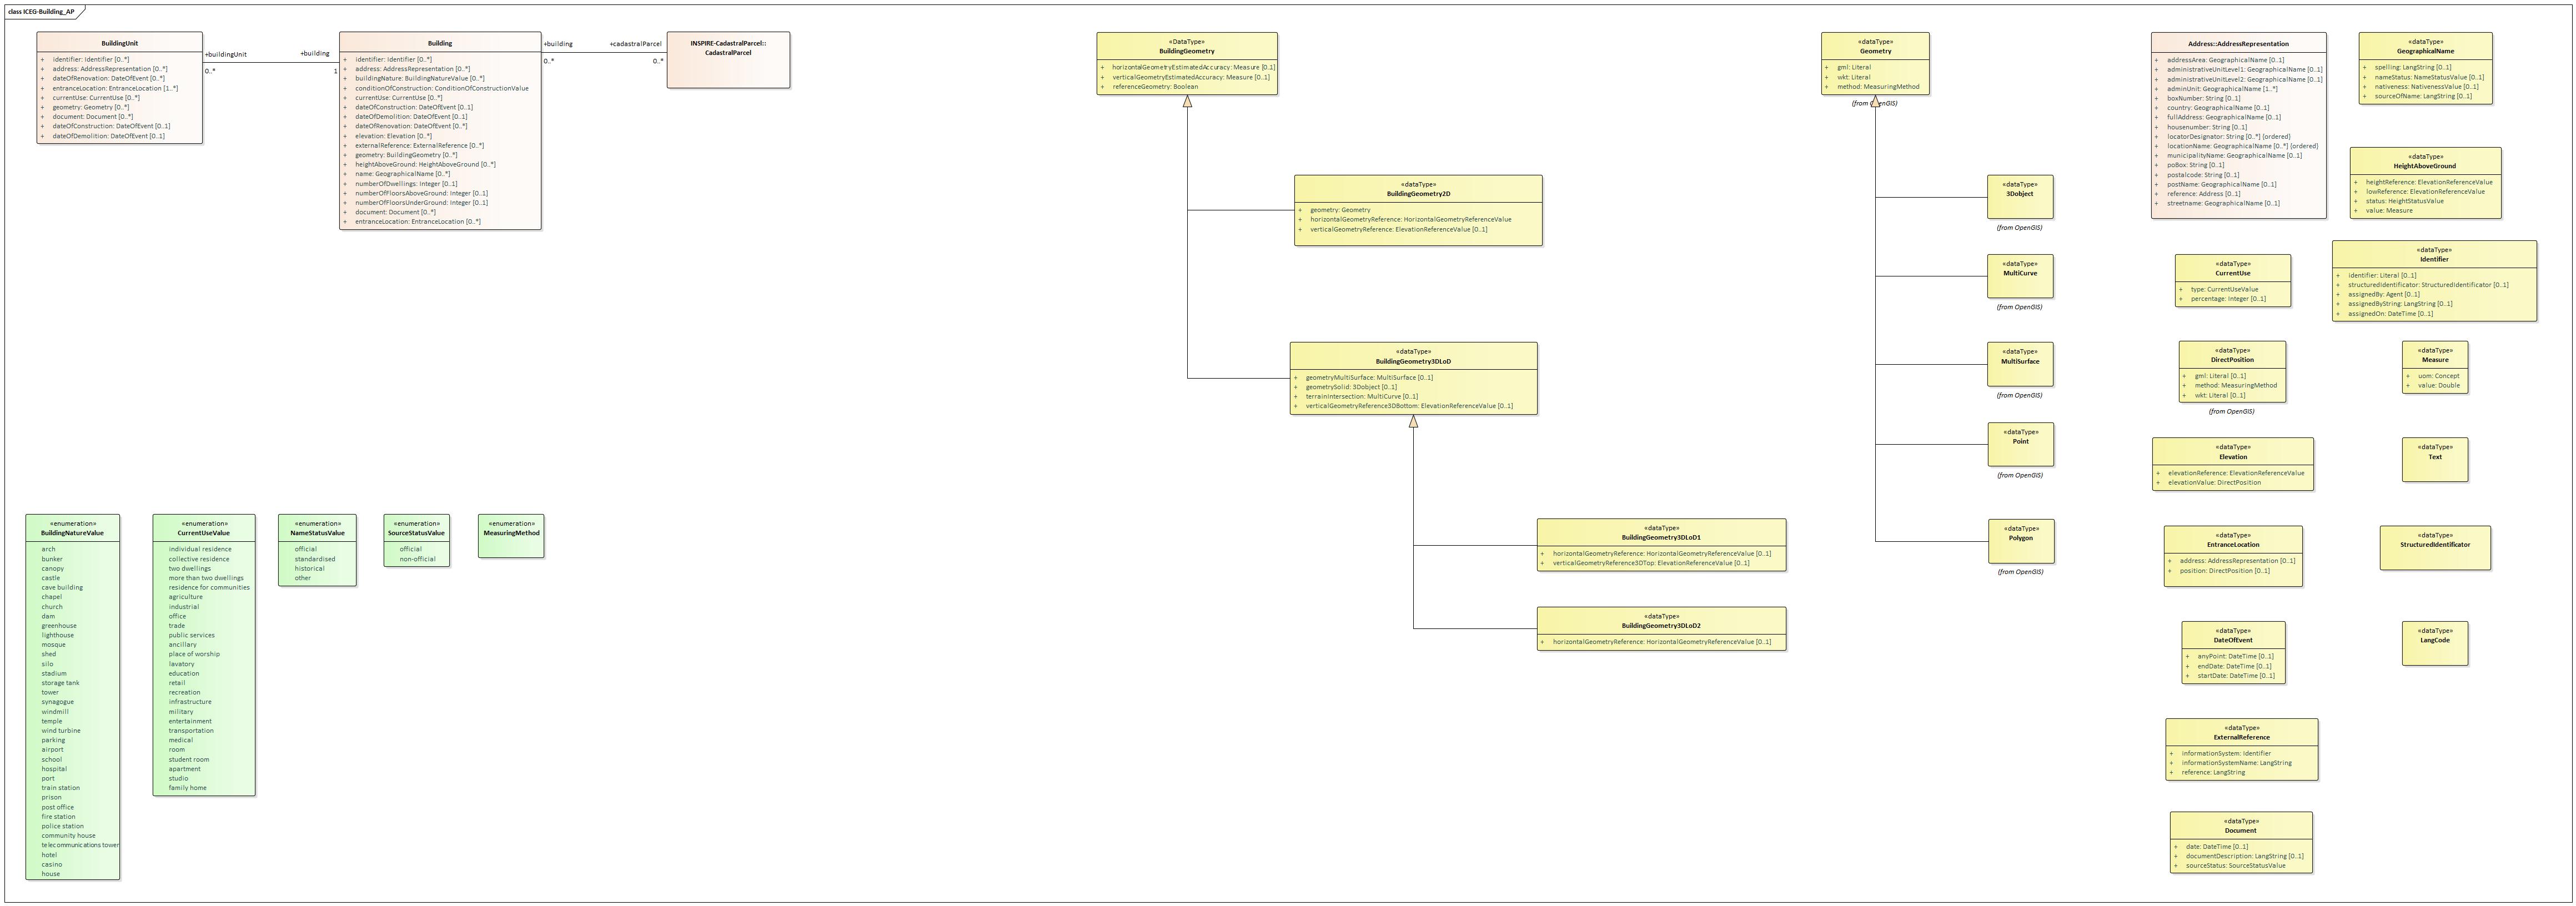 class ICEG-Building_AP
BuildingUnit
+ identifier: Identifier [0..*]
+ address: AddressRepresentation [0..*]
+ dateOfRenovation: DateOfEvent [0..*]
+ entranceLocation: EntranceLocation [1..*]
+ currentUse: CurrentUse [0..*]
+ geometry: Geometry [0..*]
+ document: Document [0..*]
+ dateOfConstruction: DateOfEvent [0..1]
+ dateOfDemolition: DateOfEvent [0..1]
+buildingUnit
0..*
+building
1
Building
+ identifier: Identifier [0..*]
+ address: AddressRepresentation [0..*]
+ buildingNature: BuildingNatureValue [0..*]
+ conditionOfConstruction: ConditionOfConstructionValue
+ currentUse: CurrentUse [0..*]
+ dateOfConstruction: DateOfEvent [0..1]
+ dateOfDemolition: DateOfEvent [0..1]
+ dateOfRenovation: DateOfEvent [0..*]
+ elevation: Elevation [0..*]
+ externalReference: ExternalReference [0..*]
+ geometry: BuildingGeometry [0..*]
+ heightAboveGround: HeightAboveGround [0..*]
+ name: GeographicalName [0..*]
+ numberOfDwellings: Integer [0..1]
+ numberOfFloorsAboveGround: Integer [0..1]
+ numberOfFloorsUnderGround: Integer [0..1]
+ document: Document [0..*]
+ entranceLocation: EntranceLocation [0..*]
+building
0..*
+cadastralParcel
0..*
INSPIRE-CadastralParcel::
CadastralParcel
«DataType»
BuildingGeometry
+ horizontalGeometryEstimatedAccuracy: Measure [0..1]
+ verticalGeometryEstimatedAccuracy: Measure [0..1]
+ referenceGeometry: Boolean
«dataType»
BuildingGeometry2D
+ geometry: Geometry
+ horizontalGeometryReference: HorizontalGeometryReferenceValue
+ verticalGeometryReference: ElevationReferenceValue [0..1]
«dataType»
BuildingGeometry3DLoD
+ geometryMultiSurface: MultiSurface [0..1]
+ geometrySolid: 3Dobject [0..1]
+ terrainIntersection: MultiCurve [0..1]
+ verticalGeometryReference3DBottom: ElevationReferenceValue [0..1]
«dataType»
BuildingGeometry3DLoD1
+ horizontalGeometryReference: HorizontalGeometryReferenceValue [0..1]
+ verticalGeometryReference3DTop: ElevationReferenceValue [0..1]
«dataType»
BuildingGeometry3DLoD2
+ horizontalGeometryReference: HorizontalGeometryReferenceValue [0..1]
«dataType»
Geometry
+ gml: Literal
+ wkt: Literal
+ method: MeasuringMethod
(from OpenGIS)
«dataType»
3Dobject
(from OpenGIS)
«dataType»
MultiCurve
(from OpenGIS)
«dataType»
MultiSurface
(from OpenGIS)
«dataType»
Point
(from OpenGIS)
«dataType»
Polygon
(from OpenGIS)
Address::AddressRepresentation
+ addressArea: GeographicalName [0..1]
+ administrativeUnitLevel1: GeographicalName [0..1]
+ administrativeUnitLevel2: GeographicalName [0..1]
+ adminUnit: GeographicalName [1..*]
+ boxNumber: String [0..1]
+ country: GeographicalName [0..1]
+ fullAddress: GeographicalName [0..1]
+ housenumber: String [0..1]
+ locatorDesignator: String [0..*] {ordered}
+ locationName: GeographicalName [0..*] {ordered}
+ municipalityName: GeographicalName [0..1]
+ poBox: String [0..1]
+ postalcode: String [0..1]
+ postName: GeographicalName [0..1]
+ reference: Address [0..1]
+ streetname: GeographicalName [0..1]
«dataType»
GeographicalName
+ spelling: LangString [0..1]
+ nameStatus: NameStatusValue [0..1]
+ nativeness: NativenessValue [0..1]
+ sourceOfName: LangString [0..1]
«dataType»
HeightAboveGround
+ heightReference: ElevationReferenceValue
+ lowReference: ElevationReferenceValue
+ status: HeightStatusValue
+ value: Measure
«dataType»
CurrentUse
+ type: CurrentUseValue
+ percentage: Integer [0..1]
«dataType»
Identifier
+ identifier: Literal [0..1]
+ structuredIdentificator: StructuredIdentificator [0..1]
+ assignedBy: Agent [0..1]
+ assignedByString: LangString [0..1]
+ assignedOn: DateTime [0..1]
«dataType»
DirectPosition
+ gml: Literal [0..1]
+ method: MeasuringMethod
+ wkt: Literal [0..1]
(from OpenGIS)
«dataType»
Measure
+ uom: Concept
+ value: Double
«dataType»
Elevation
+ elevationReference: ElevationReferenceValue
+ elevationValue: DirectPosition
«dataType»
Text
«dataType»
EntranceLocation
+ address: AddressRepresentation [0..1]
+ position: DirectPosition [0..1]
«dataType»
StructuredIdentificator
«dataType»
DateOfEvent
+ anyPoint: DateTime [0..1]
+ endDate: DateTime [0..1]
+ startDate: DateTime [0..1]
«dataType»
LangCode
«dataType»
ExternalReference
+ informationSystem: Identifier
+ informationSystemName: LangString
+ reference: LangString
«dataType»
Document
+ date: DateTime [0..1]
+ documentDescription: LangString [0..1]
+ sourceStatus: SourceStatusValue
«enumeration»
BuildingNatureValue
arch
bunker
canopy
castle
cave building
chapel
church
dam
greenhouse
lighthouse
mosque
shed
silo
stadium
storage tank
tower
synagogue
windmill
temple
wind turbine
parking
airport
school
hospital
port
train station
prison
post office
fire station
police station
community house
telecommunications tower
hotel
casino
house
«enumeration»
CurrentUseValue
individual residence
collective residence
two dwellings
more than two dwellings
residence for communities
agriculture
industrial
office
trade
public services
ancillary
place of worship
lavatory
education
retail
recreation
infrastructure
military
entertainment
transportation
medical
room
student room
apartment
studio
family home
«enumeration»
NameStatusValue
official
standardised
historical
other
«enumeration»
SourceStatusValue
official
non-official
«enumeration»
MeasuringMethod